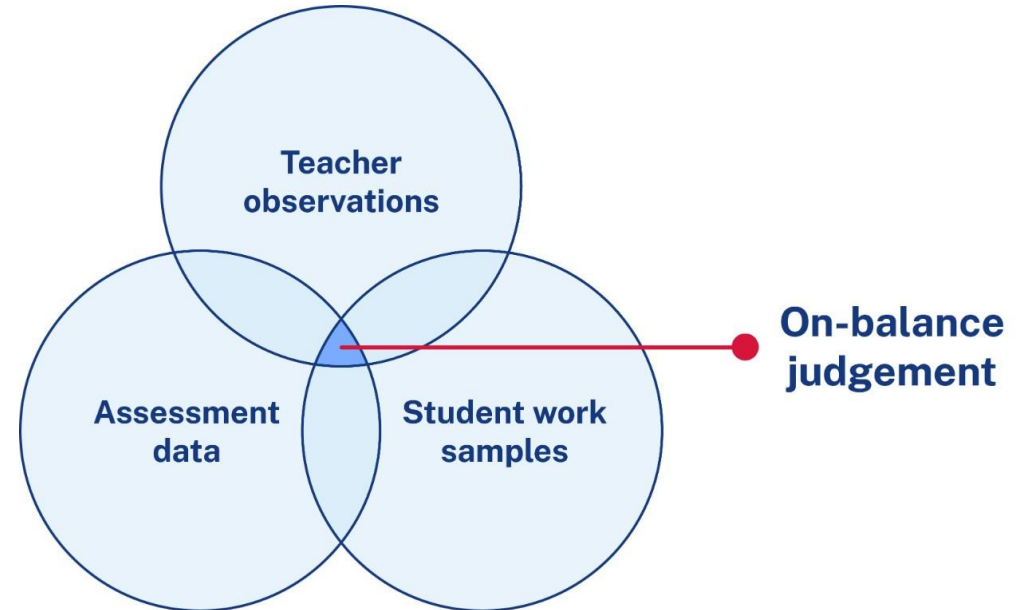 Teacher
observations
Assessment
data
Student work
samples
On-balance
judgement